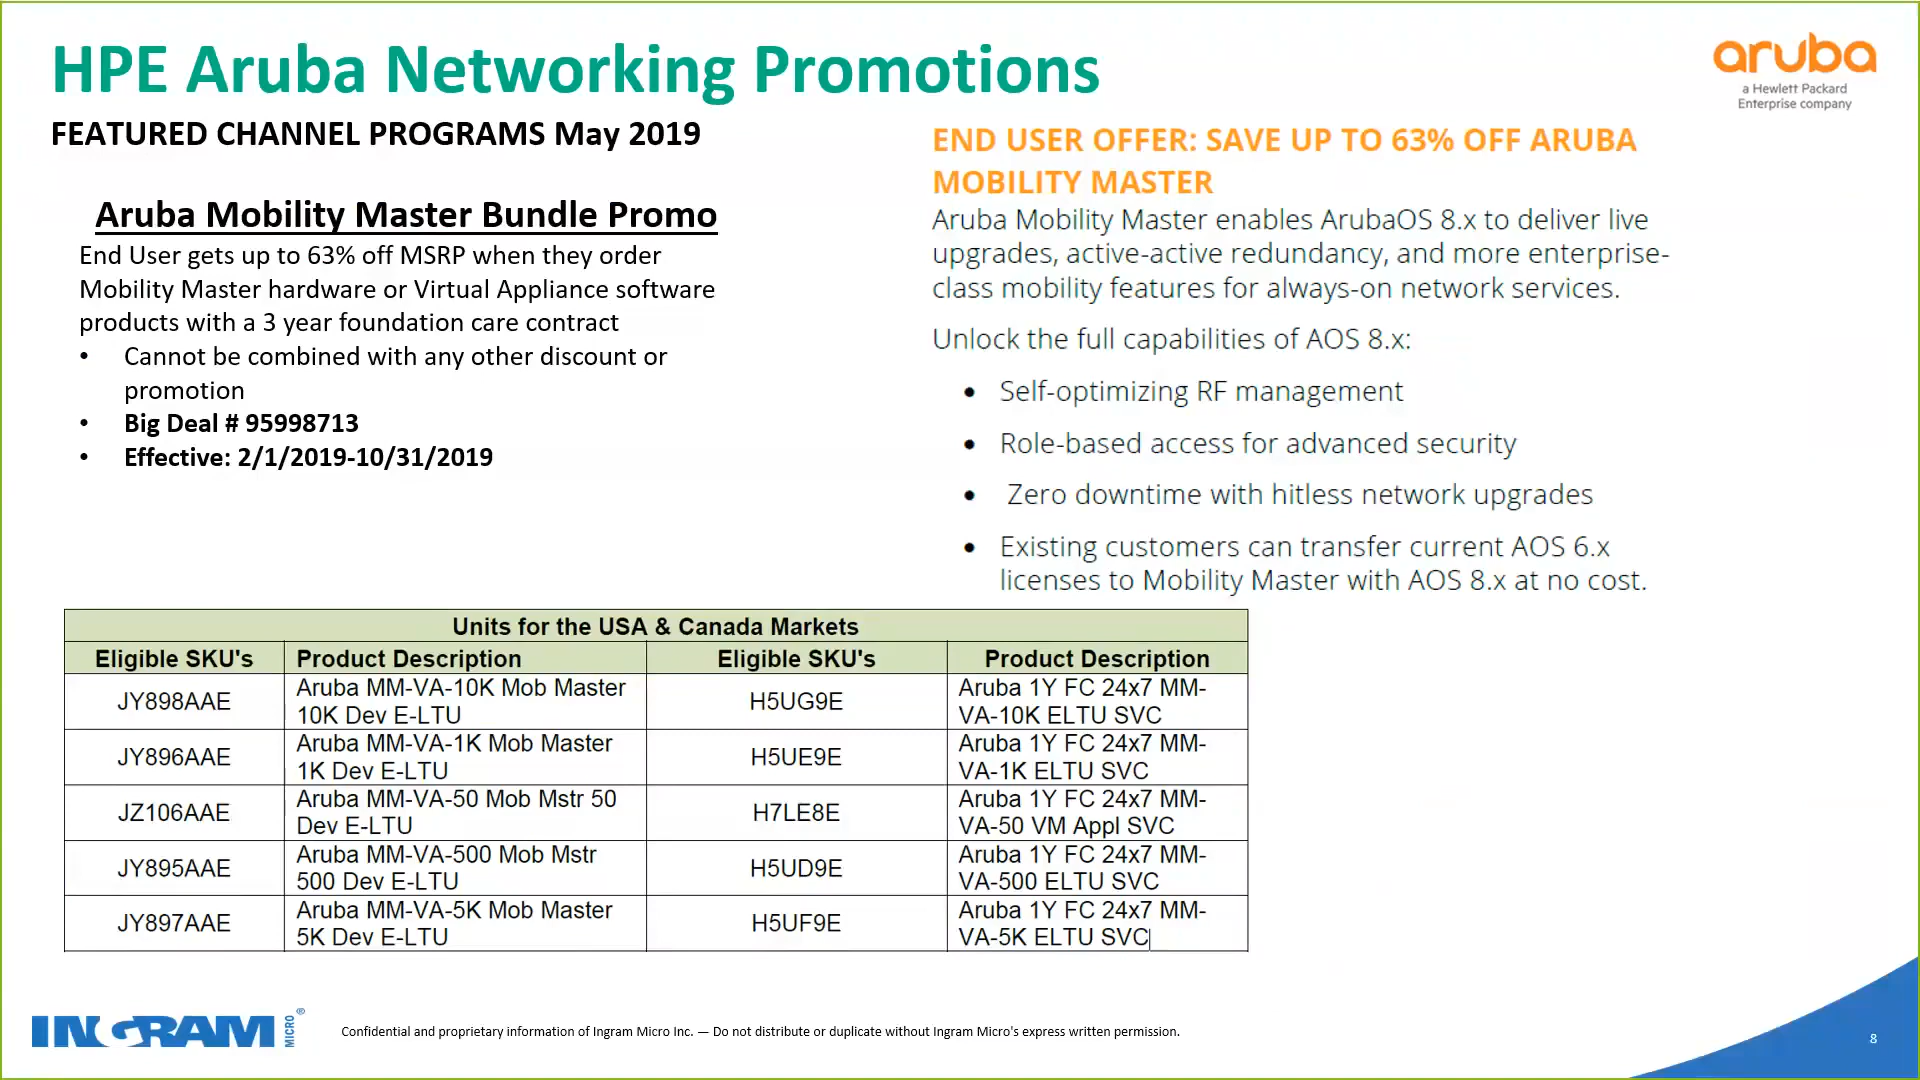 HPE Aruba Networking Promotions
FEATURED CHANNEL PROGRAMS May 2019
aruba
a Hewlett Packard
Enterprise company
Aruba Mobility Master Bundle Promo
End User gets up to 63% off MSRP when they order
Mobility Master hardware or Virtual Appliance software
products with a 3 year foundation care contract
• Cannot be combined with any other discount or
promotion
• Big Deal # 95998713
• Effective: 2/1/2019-10/31/2019
END USER OFFER: SAVE UP TO 63% OFF ARUBA
MOBILITY MASTER
Aruba Mobility Master enables ArubaOS 8.x to deliver live
upgrades, active-active redundancy, and more enterprise-
class mobility features for always-on network services.
Unlock the full capabilities of AOS 8.x:
• Self-optimizing RF management
• Role-based access for advanced security
• Zero downtime with hitless network upgrades
• Existing customers can transfer current AOS 6.x
licenses to Mobility Master with AOS 8.x at no cost.
Units for the USA & Canada Markets
Eligible SKU's Product Description Eligible SKU's Product Description
JY898AAE
Aruba MM-VA-10K Mob Master
10K Dev E-LTU
H5UG9E
Aruba 1Y FC 24x7 MM-
VA-10K ELTU SVC
JY896AAE
Aruba MM-VA-1K Mob Master
1K Dev E-LTU
H5UE9E
Aruba 1Y FC 24x7 MM-
VA-1K ELTU SVC
JZ106AAE
Aruba MM-VA-50 Mob Mstr 50
Dev E-LTU
H7LE8E
Aruba 1Y FC 24x7 MM-
VA-50 VM Appl SVC
JY895AAE
Aruba MM-VA-500 Mob Mstr
500 Dev E-LTU
H5UD9E
Aruba 1Y FC 24x7 MM-
VA-500 ELTU SVC
JY897AAE
Aruba MM-VA-5K Mob Master
5K Dev E-LTU
H5UF9E
Aruba 1Y FC 24x7 MM-
VA-5K ELTU SVC
INGRAM MICRO ®
Confidential and proprietary information of Ingram Micro Inc. — Do not distribute or duplicate without Ingram Micro's express written permission.
8